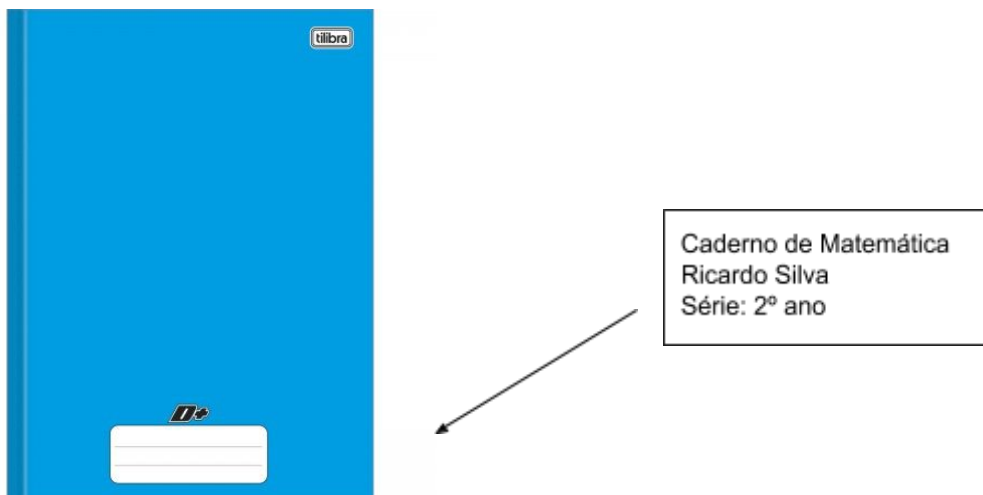 tilibra
D+
Caderno de Matemática
Ricardo Silva
Série: 2º ano